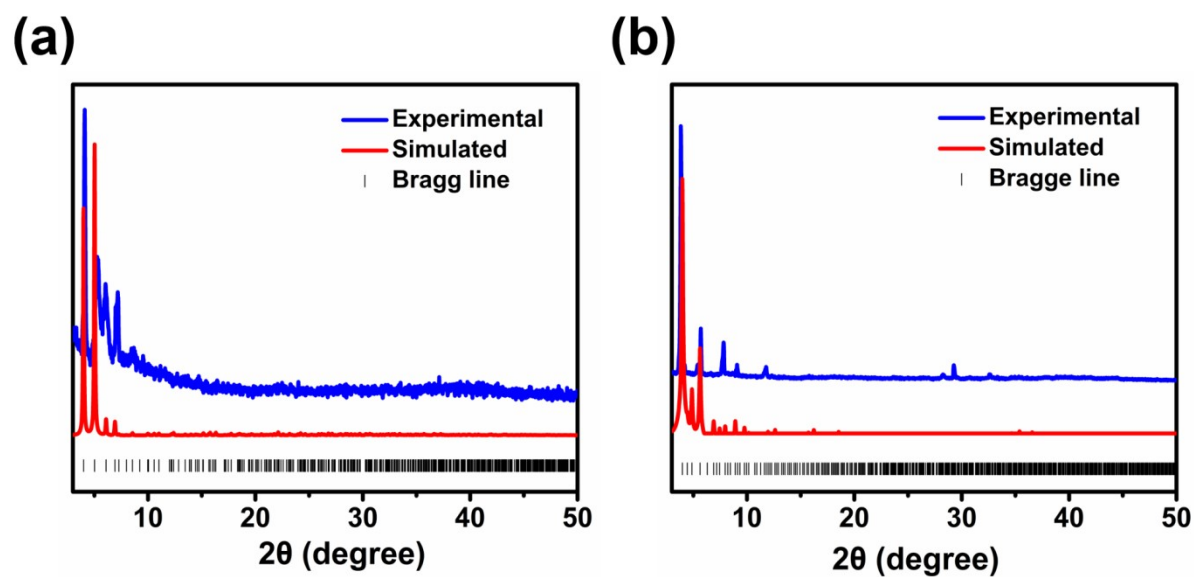 (a)
Experimental
Simulated
Bragg line
10 20 30 40 50
2θ (degree)
(b)
Experimental
Simulated
Bragge line
10 20 30 40 50
2θ (degree)